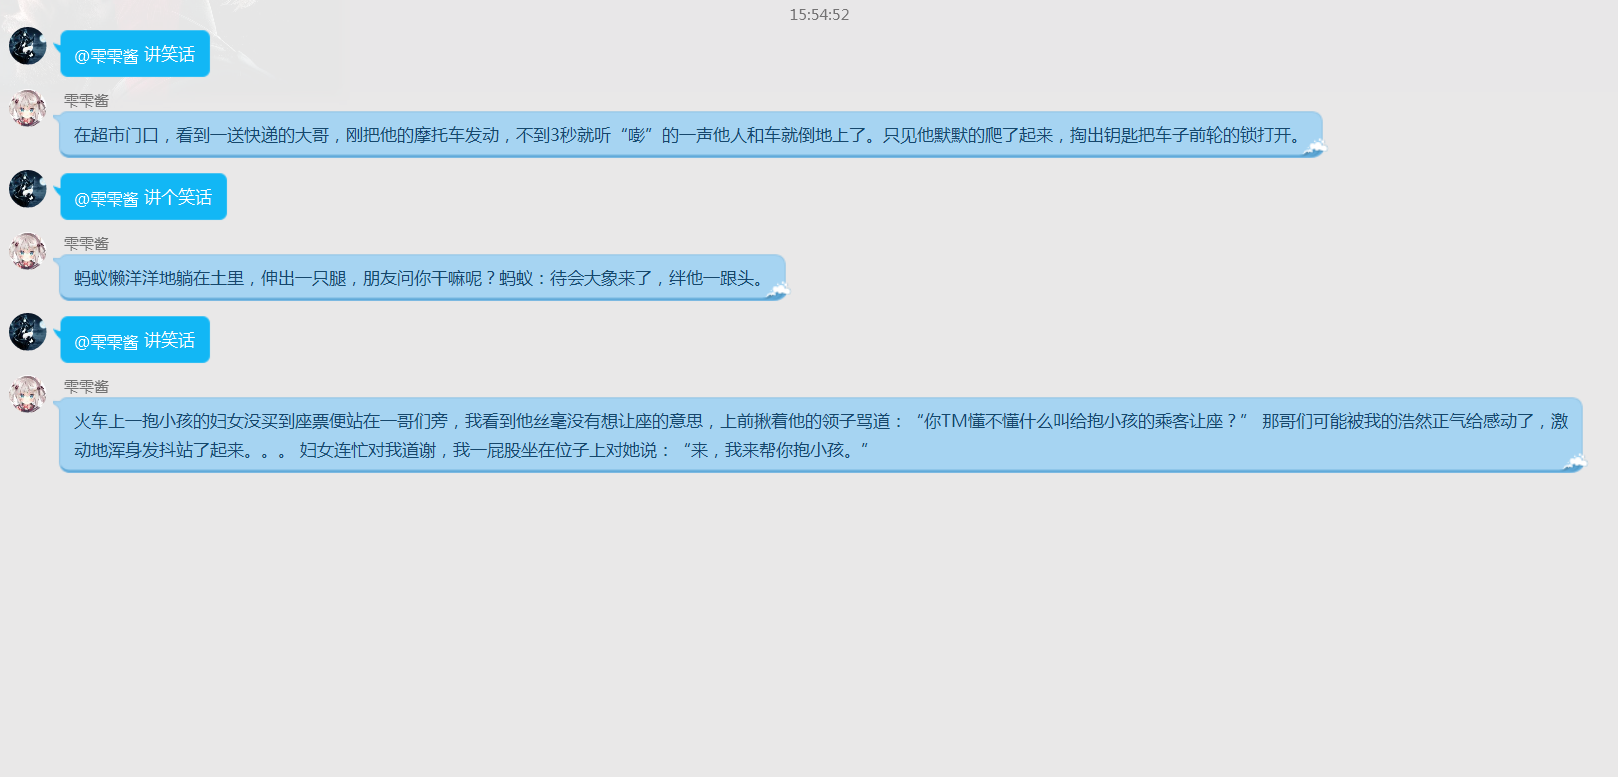 15:54:52
@雫雫酱 讲笑话
雫雫酱
在超市门口，看到一送快递的大哥，刚把他的摩托车发动，不到3秒就听“嘭”的一声他人和车就倒地上了。只见他默默的爬了起来，掏出钥匙把车子前轮的锁打开。
@雫雫酱 讲个笑话
雫雫酱
蚂蚁懒洋洋地躺在土里，伸出一只腿，朋友问你干嘛呢？蚂蚁：待会大象来了，绊他一跟头。
@雫雫酱 讲笑话
雫雫酱
火车上一抱小孩的妇女没买到座票便站在一哥们旁，我看到他丝毫没有想让座的意思，上前揪着他的领子骂道：“你TM懂不懂什么叫给抱小孩的乘客让座？” 那哥们可能被我的浩然正气给感动了，激
动地浑身发抖站了起来。。。 妇女连忙对我道谢，我一屁股坐在位子上对她说：“来，我来帮你抱小孩。”